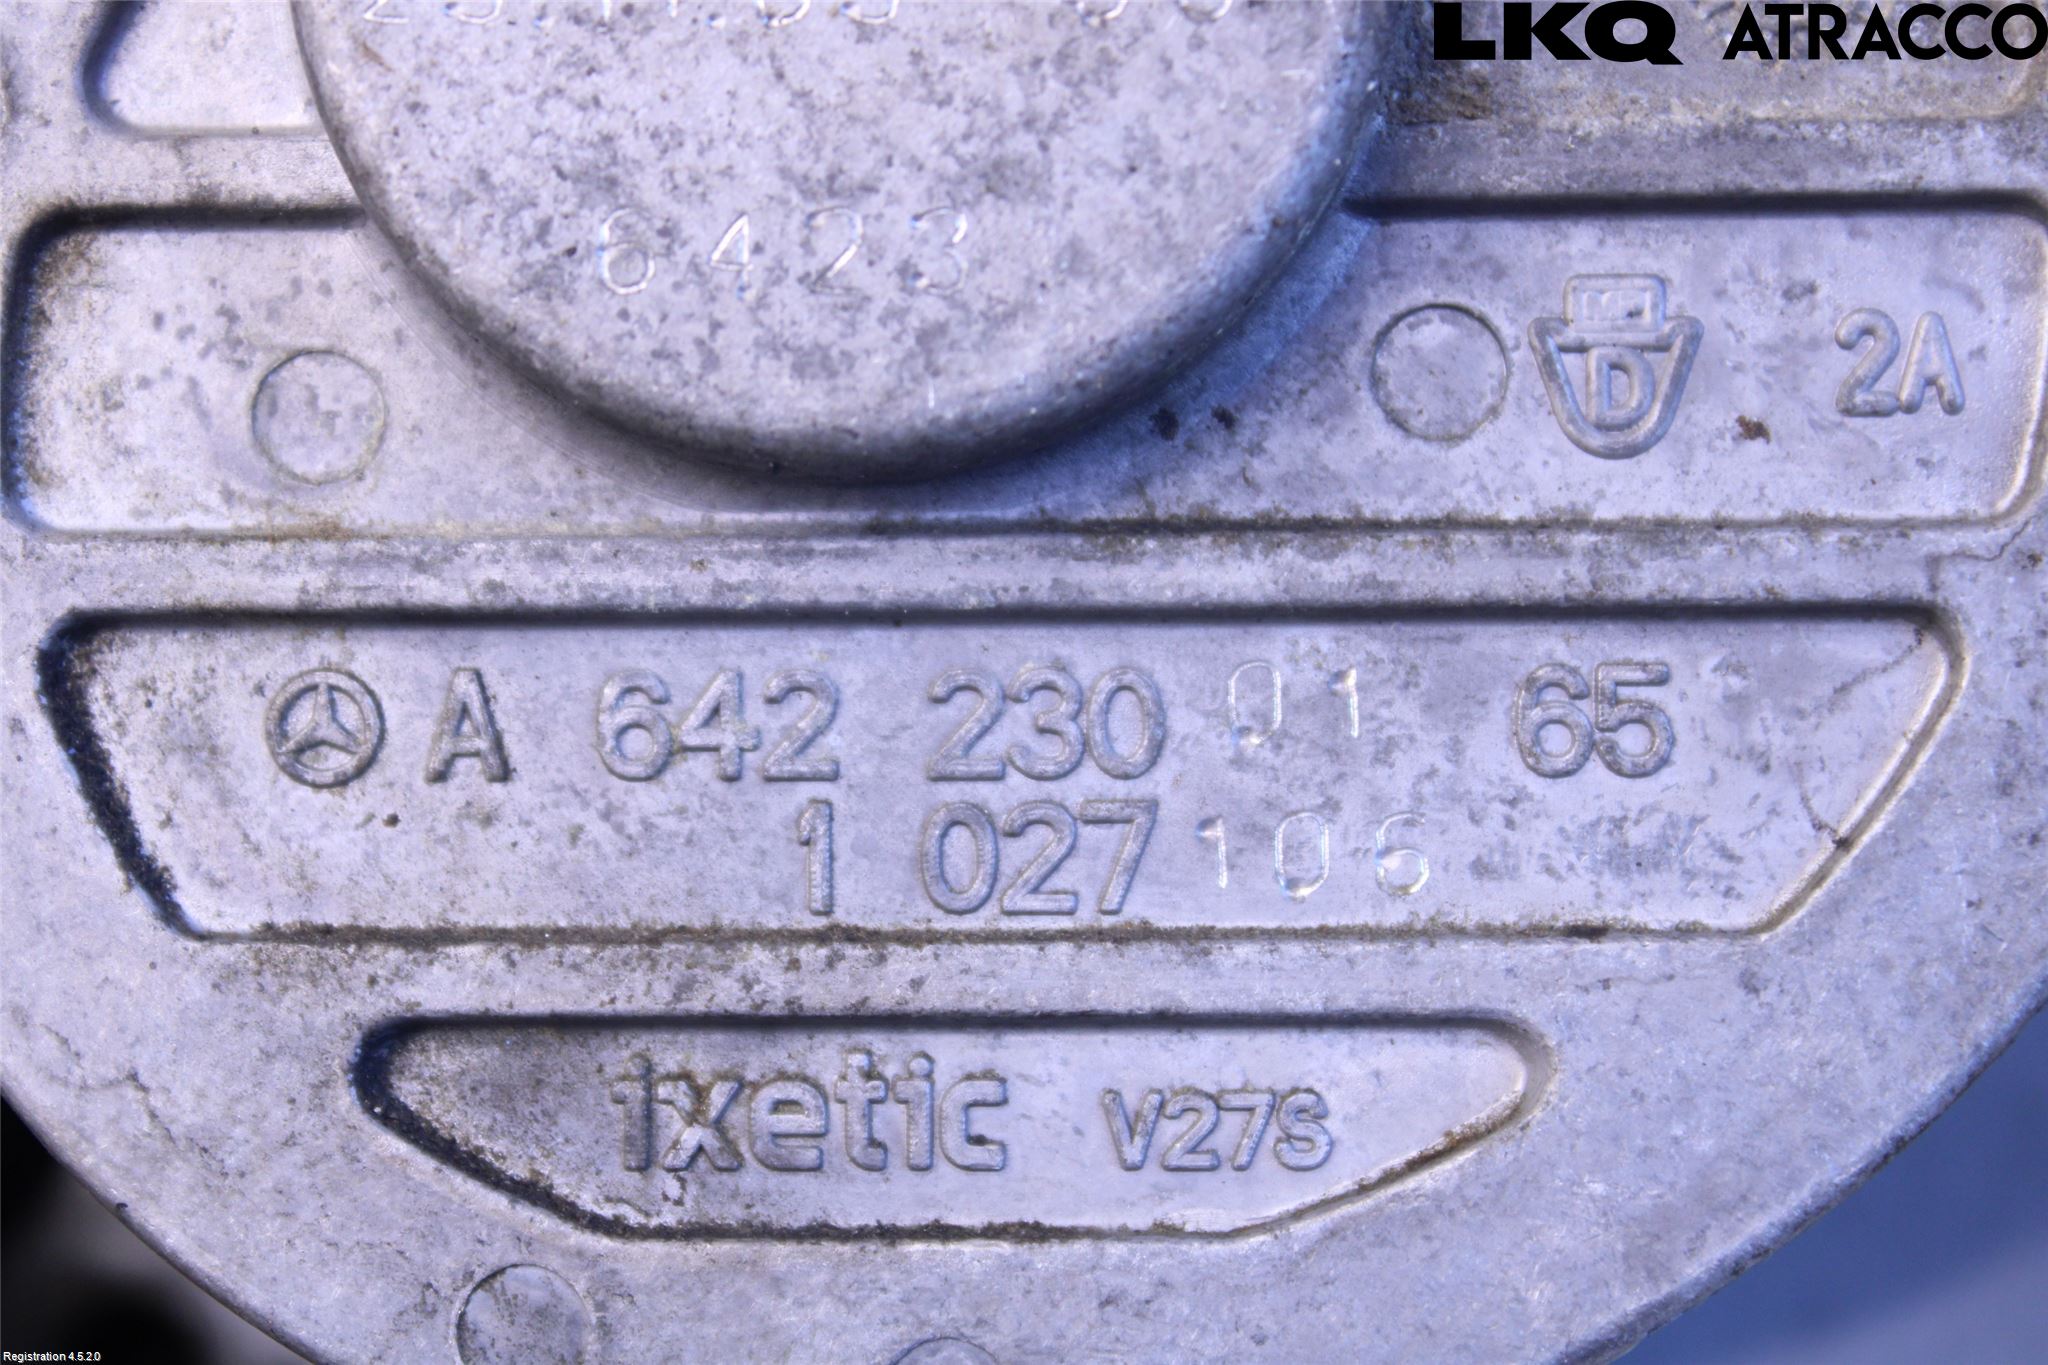 LKQ ATRACCO
6423
D
2A
A 642 230 01 65
1 027 106
ixetic V27S
Registration 4.5.2.0